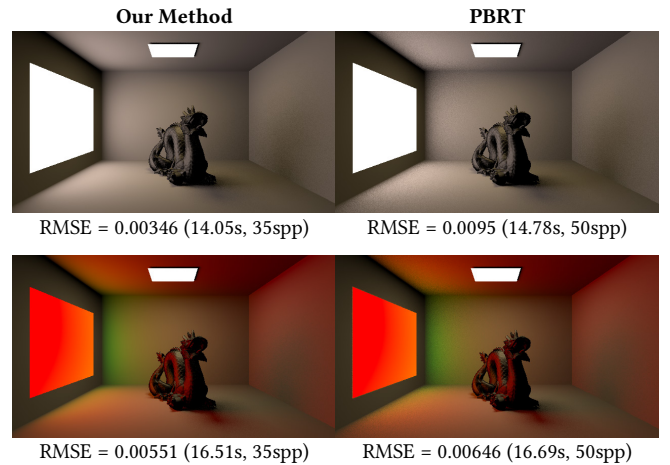 Our Method PBRT
RMSE = 0.00346 (14.05s, 35spp) RMSE = 0.0095 (14.78s, 50spp)
RMSE = 0.00551 (16.51s, 35spp) RMSE = 0.00646 (16.69s, 50spp)